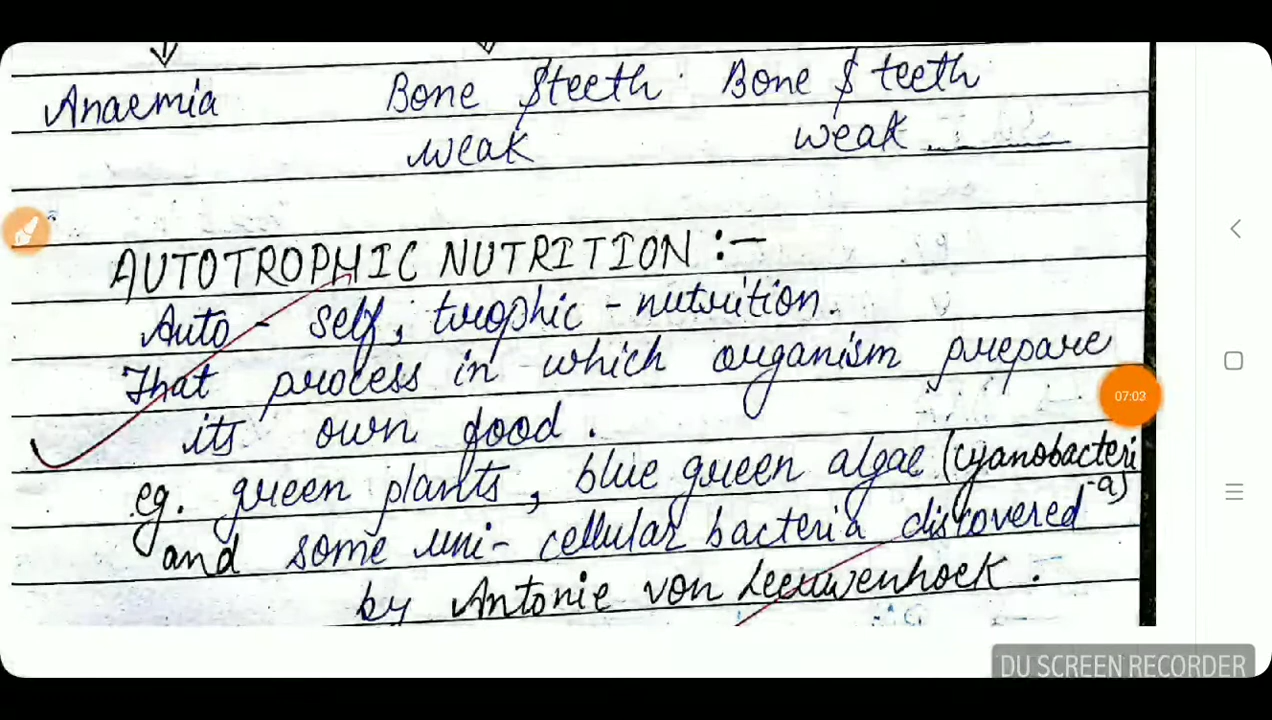 Anaemia Bone & teeth Bone & teeth
weak weak
AUTOTROPHIC NUTRITION :-
Auto - self, trophic - nutrition.
That process in which organism prepare
its own food.
eg. green plants, blue green algae (cyanobacteri
-a)
and some uni-cellular bacteria discovered
by Antonie von Leeuwenhoek.
07:03
DU SCREEN RECORDER